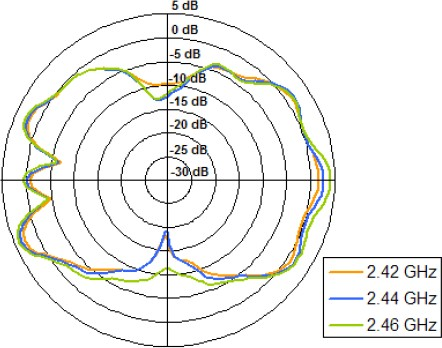 5 dB
0 dB
-5 dB
-10 dB
-15 dB
-20 dB
-25 dB
-30 dB
2.42 GHz
2.44 GHz
2.46 GHz